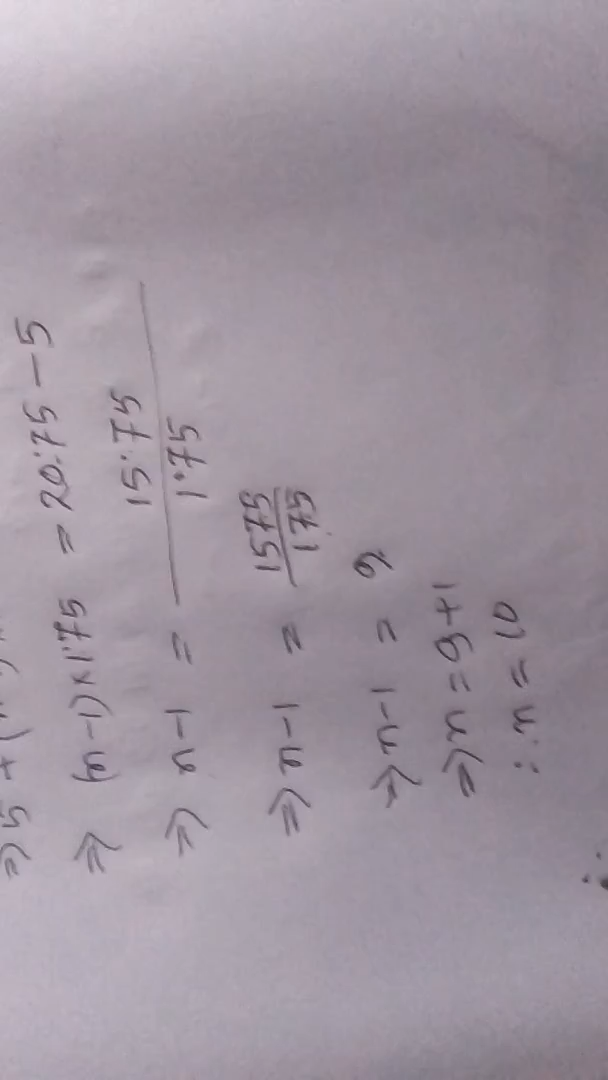 ⇒ 5 + (n
⇒ (n-1)×1.75 = 20.75-5
⇒ n-1 = 15.75/1.75
⇒ n-1 = 1575/175
⇒ n-1 = 9
⇒ n = 9+1
∴ n = 10